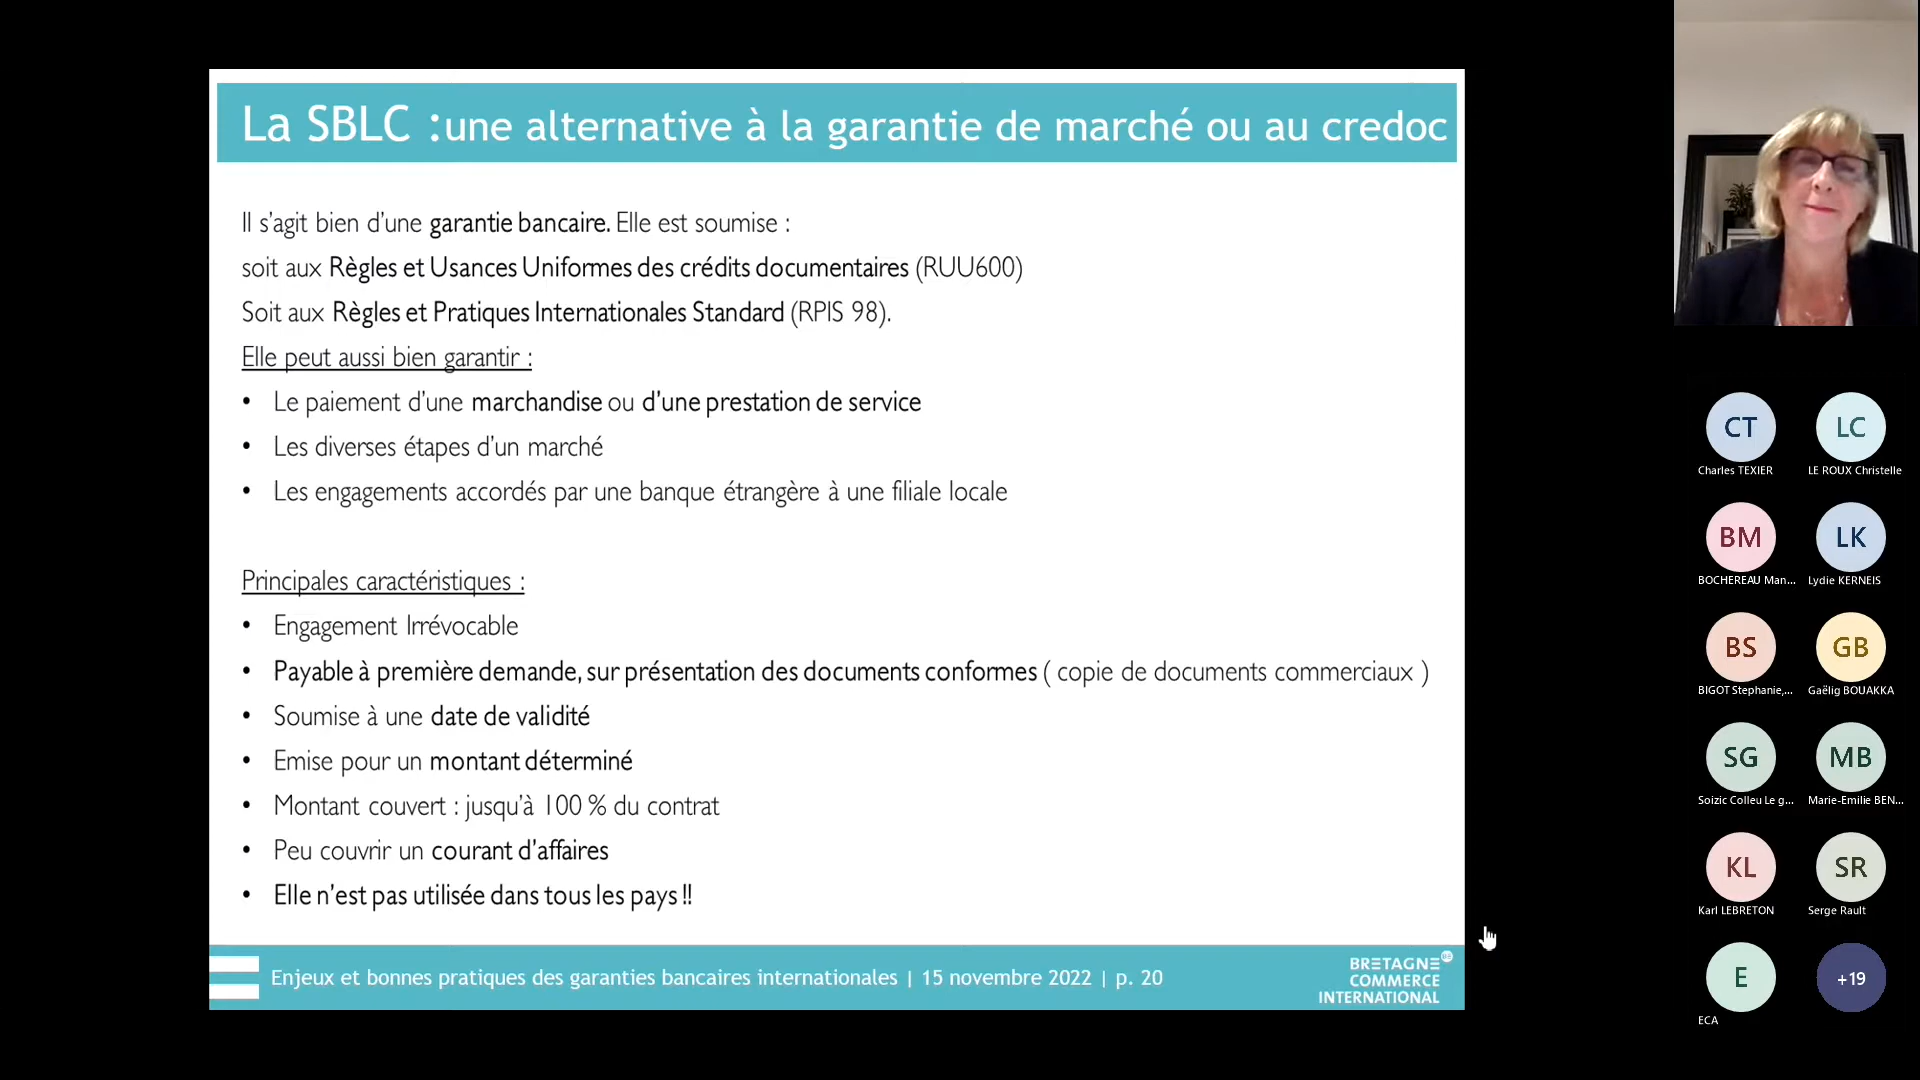 La SBLC :une alternative à la garantie de marché ou au credoc
Il s’agit bien d’une garantie bancaire. Elle est soumise :
soit aux Règles et Usances Uniformes des crédits documentaires (RUU600)
Soit aux Règles et Pratiques Internationales Standard (RPIS 98).
Elle peut aussi bien garantir :
• Le paiement d’une marchandise ou d’une prestation de service
• Les diverses étapes d’un marché
• Les engagements accordés par une banque étrangère à une filiale locale
Principales caractéristiques :
• Engagement Irrévocable
• Payable à première demande, sur présentation des documents conformes ( copie de documents commerciaux )
• Soumise à une date de validité
• Emise pour un montant déterminé
• Montant couvert : jusqu’à 100 % du contrat
• Peu couvrir un courant d’affaires
• Elle n’est pas utilisée dans tous les pays !!
Enjeux et bonnes pratiques des garanties bancaires internationales | 15 novembre 2022 | p. 20
BRETAGNE
COMMERCE
INTERNATIONAL
CT
Charles TEXIER
LC
LE ROUX Christelle
BM
BOCHEREAU Man...
LK
Lydie KERNEIS
BS
BIGOT Stephanie,...
GB
Gaëlig BOUAKKA
SG
Soizic Colleu Le g...
MB
Marie-Emilie BEN...
KL
Karl LEBRETON
SR
Serge Rault
E
ECA
+19